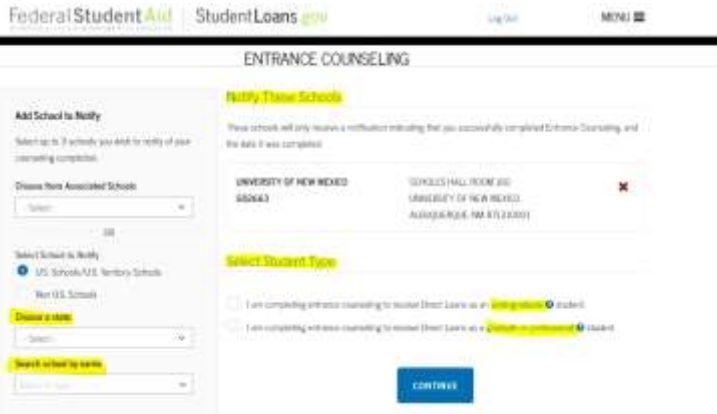 Federal Student Aid
StudentLoans.gov
Log Out
MENU
ENTRANCE COUNSELING
Add School to Notify
Select up to 3 schools you wish to notify of your
counseling completion.
Choose from Associated Schools
Select
OR
Select School to Notify
U.S. Schools/U.S. Territory Schools
Non U.S. Schools
Choose a state
Select
Search school by name
Notify These Schools
These schools will only receive a notification indicating that you successfully completed Entrance Counseling, and
the date it was completed.
UNIVERSITY OF NEW MEXICO
G02663
SCHOLES HALL ROOM
UNIVERSITY OF NEW MEXICO
ALBUQUERQUE, NM
Select Student Type
I am completing entrance counseling to receive Direct Loans as an undergraduate student.
I am completing entrance counseling to receive Direct Loans as a graduate or professional student.
CONTINUE